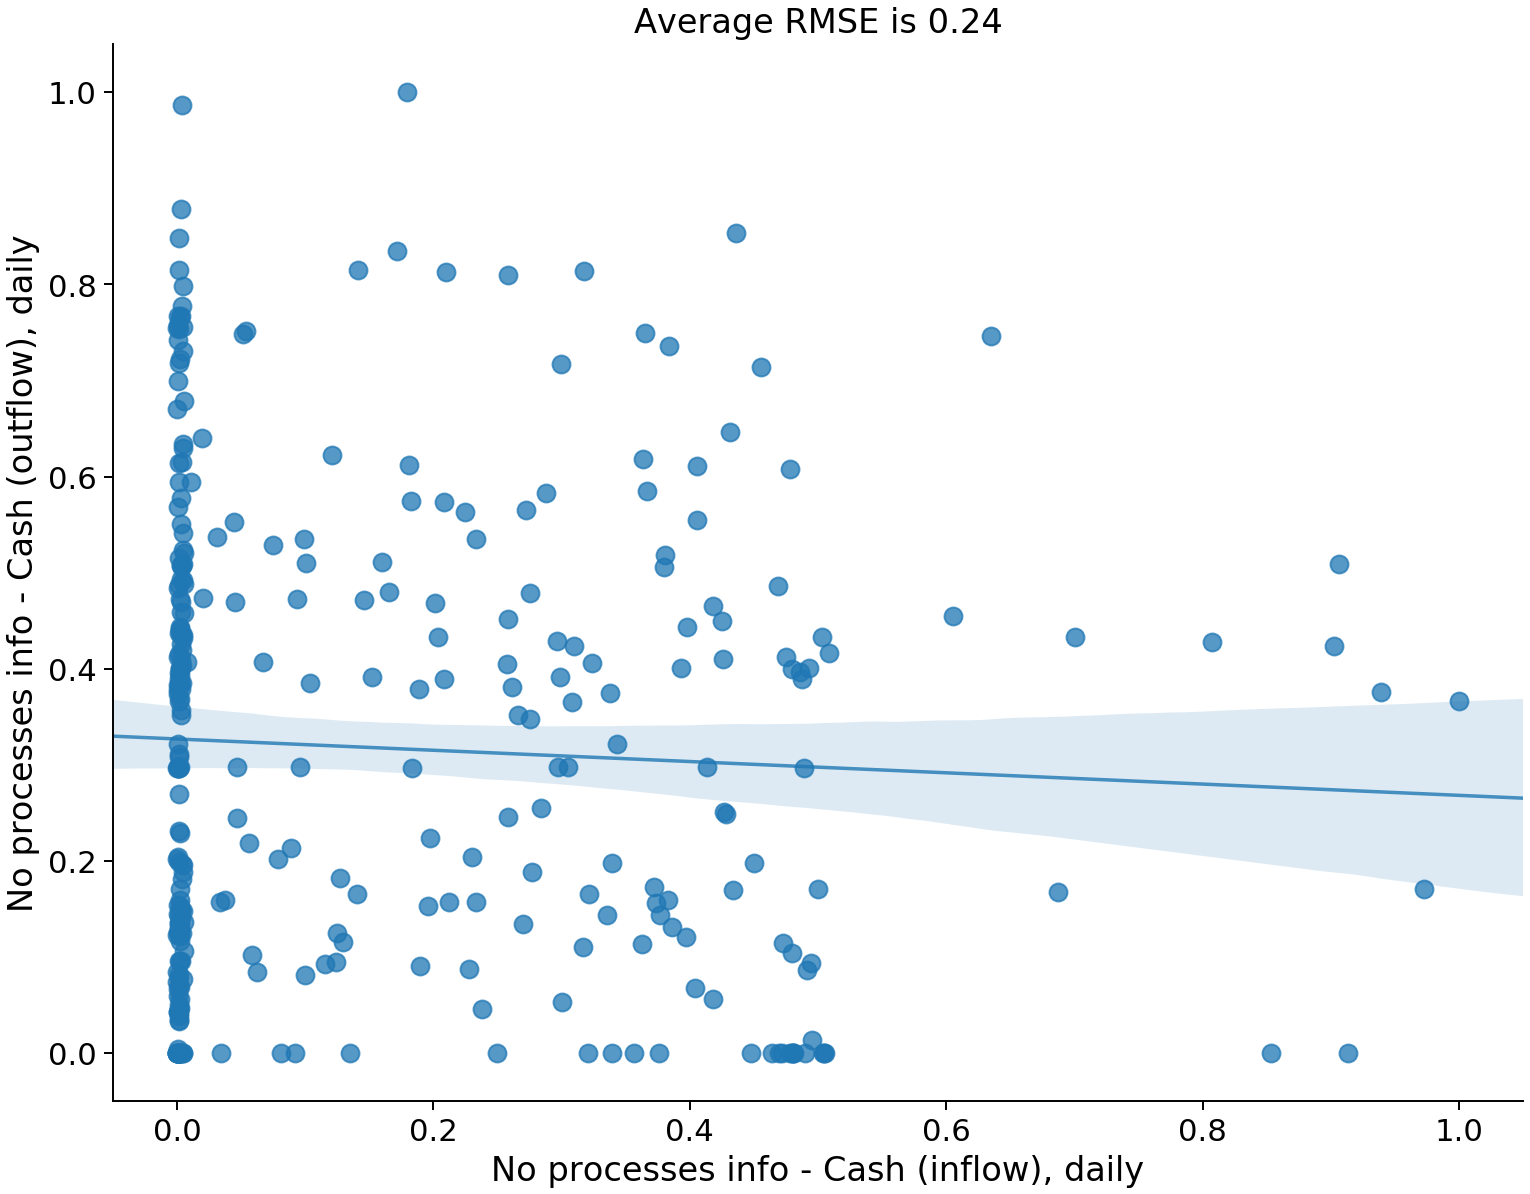 Average RMSE is 0.24
No processes info - Cash (outflow), daily
1.0
0.8
0.6
0.4
0.2
0.0
0.0 0.2 0.4 0.6 0.8 1.0
No processes info - Cash (inflow), daily